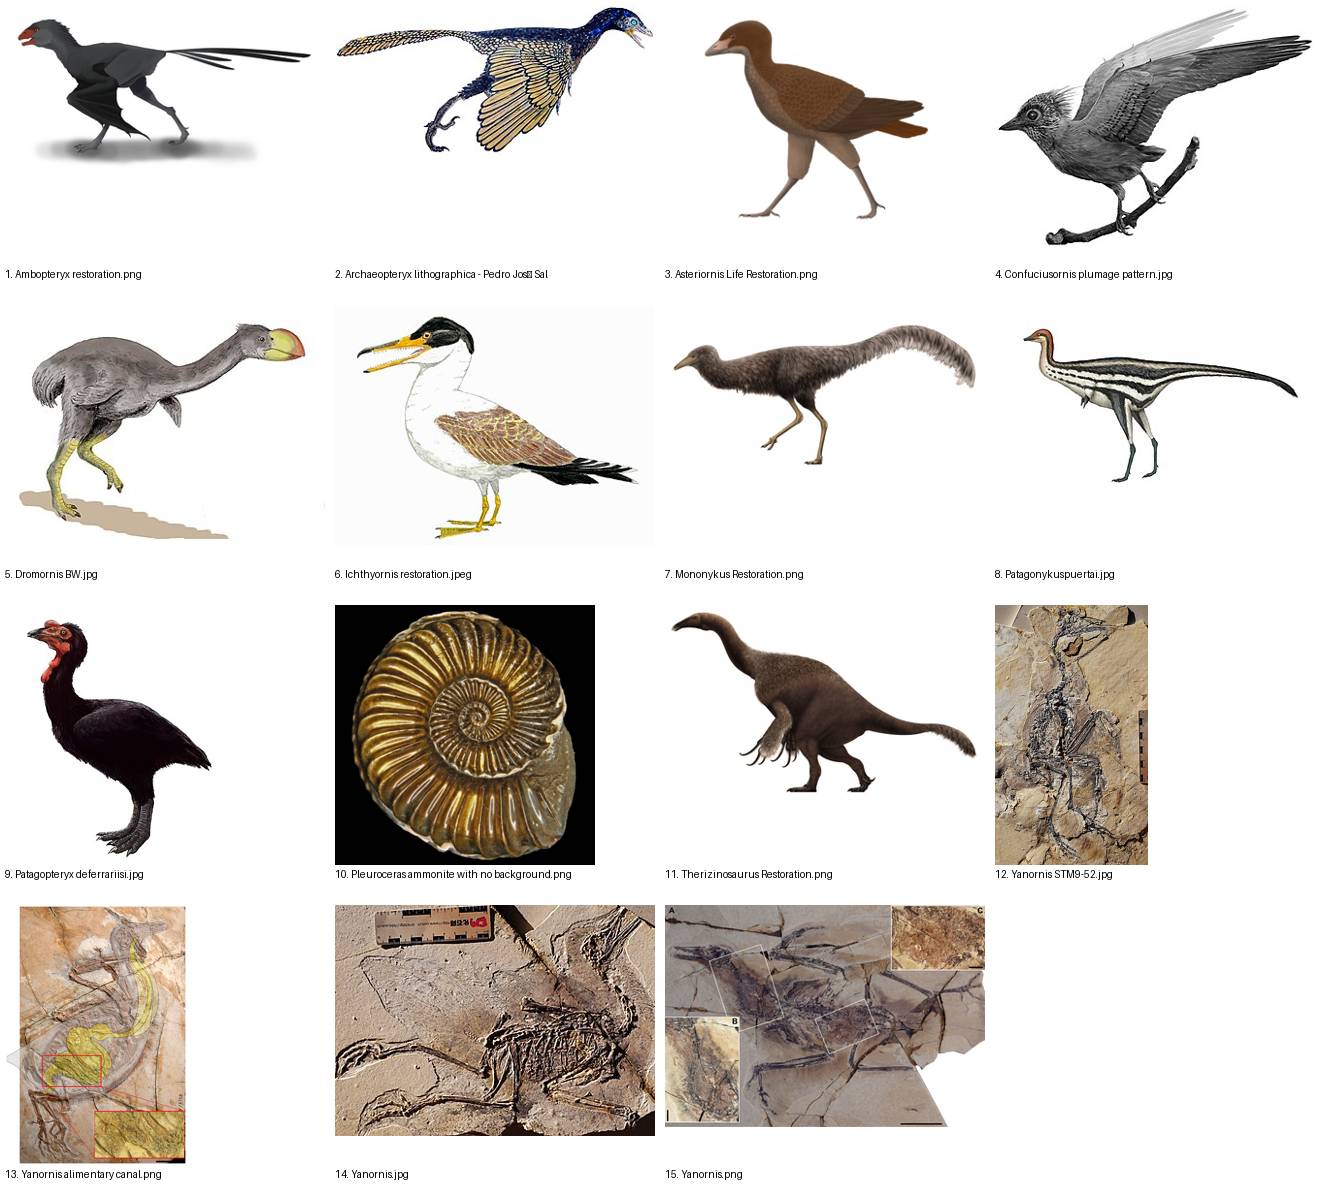 1. Ambopteryx restoration.png
2. Archaeopteryx lithographica - Pedro Jos□ Sal
3. Asteriornis Life Restoration.png
4. Confuciusornis plumage pattern.jpg
5. Dromornis BW.jpg
6. Ichthyornis restoration.jpeg
7. Mononykus Restoration.png
8. Patagonykus puertai.jpg
9. Patagopteryx deferrariisi.jpg
10. Pleuroceras ammonite with no background.png
11. Therizinosaurus Restoration.png
12. Yanornis STM9-52.jpg
A
C
B
13. Yanornis alimentary canal.png
14. Yanornis.jpg
15. Yanornis.png